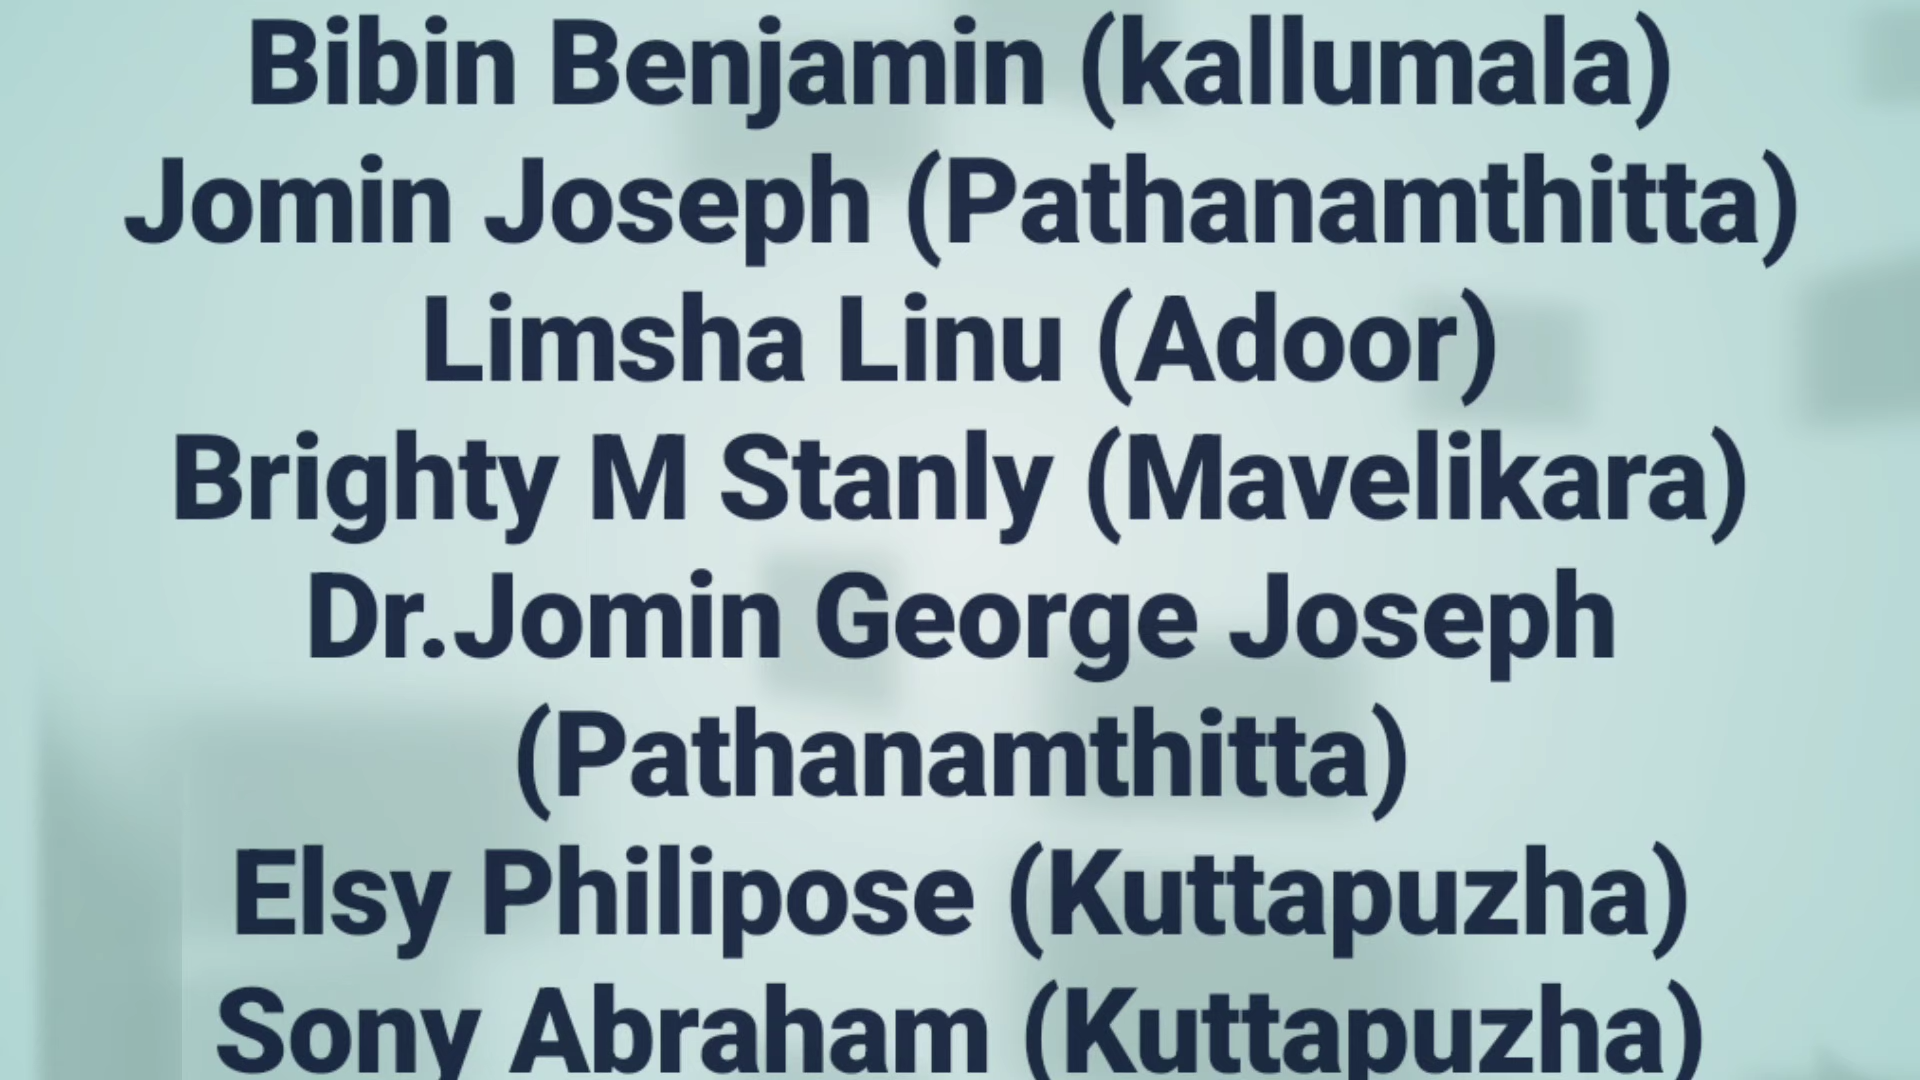 Bibin Benjamin (kallumala)
Jomin Joseph (Pathanamthitta)
Limsha Linu (Adoor)
Brighty M Stanly (Mavelikara)
Dr.Jomin George Joseph
(Pathanamthitta)
Elsy Philipose (Kuttapuzha)
Sony Abraham (Kuttapuzha)